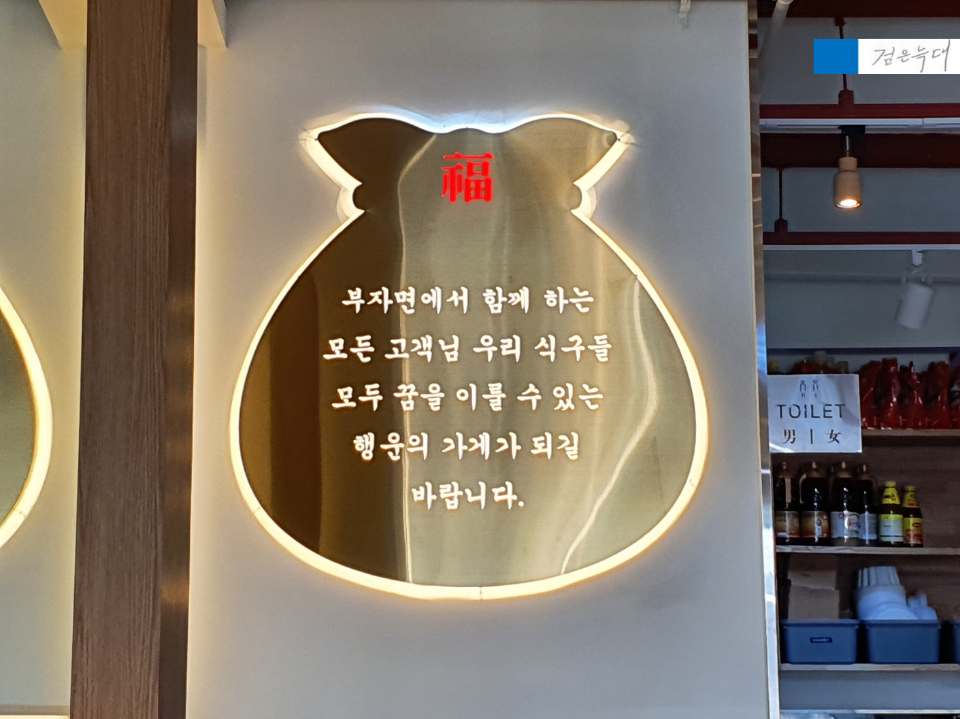 검은늑대
福
부자면에서 함께 하는
모든 고객님 우리 식구들
모두 꿈을 이룰 수 있는
행운의 가게가 되길
바랍니다.
TOILET
男 | 女